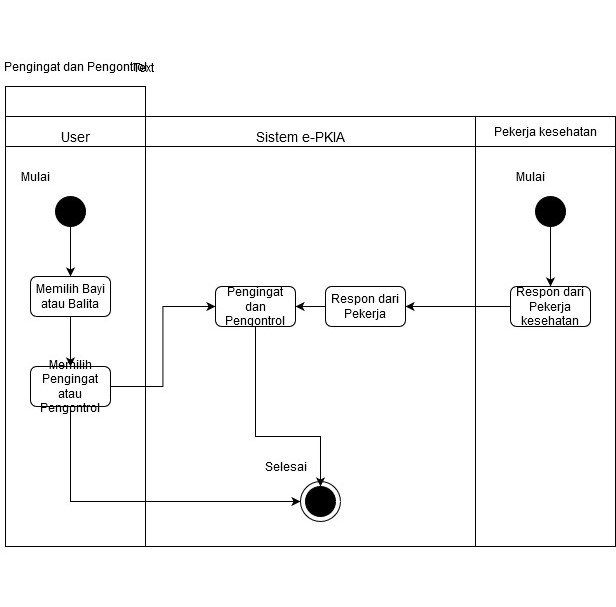 Pengingat dan Pengontrol
Text
User
Sistem e-PKIA
Pekerja kesehatan
Mulai
Mulai
Memilih Bayi
atau Balita
Pengingat
dan
Pengontrol
Respon dari
Pekerja
Respon dari
Pekerja
kesehatan
Memilih
Pengingat
atau
Pengontrol
Selesai